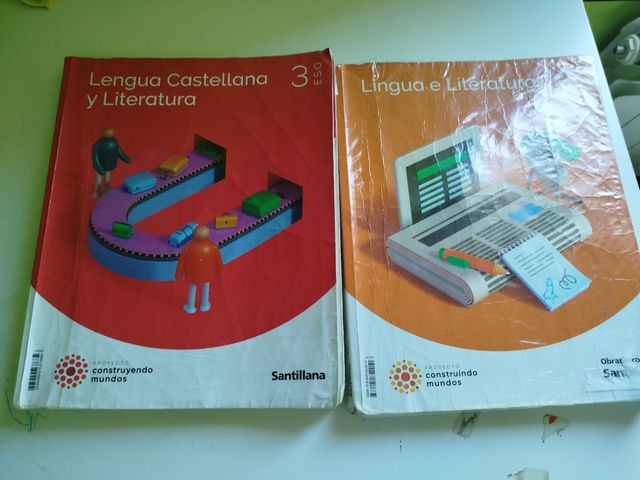 Lengua Castellana
y Literatura
3
ESO
PROYECTO
construyendo
mundos
Santillana
Lingua e Literatura
PROXECTO
construíndo
mundos